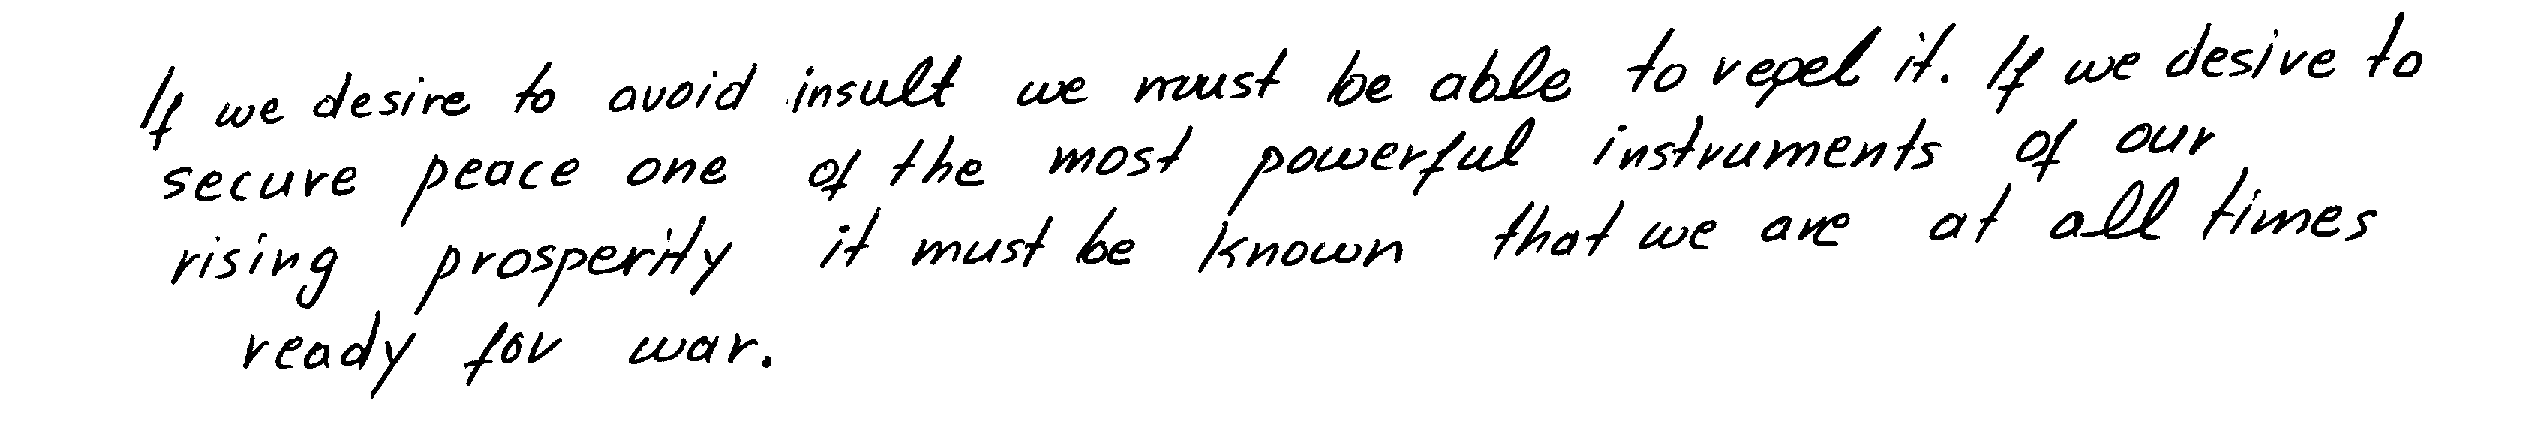 If we desire to avoid insult we must be able to repel it. If we desire to
secure peace one of the most powerful instruments of our
rising prosperity it must be known that we are at all times
ready for war.